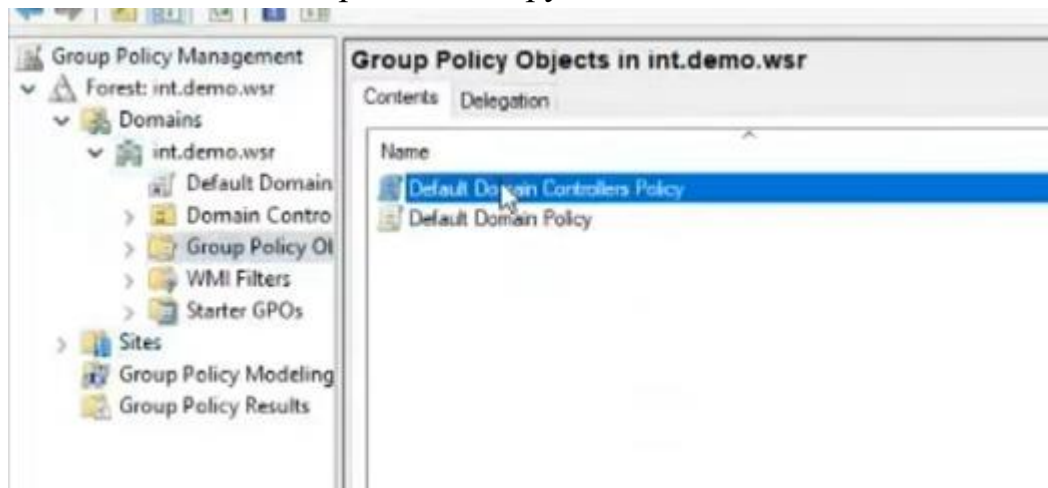 Group Policy Management
Forest: int.demo.wsr
Domains
int.demo.wsr
Default Domain
Domain Contro
Group Policy Ol
WMI Filters
Starter GPOs
Sites
Group Policy Modeling
Group Policy Results
Group Policy Objects in int.demo.wsr
Contents Delegation
Name
Default Domain Controllers Policy
Default Domain Policy